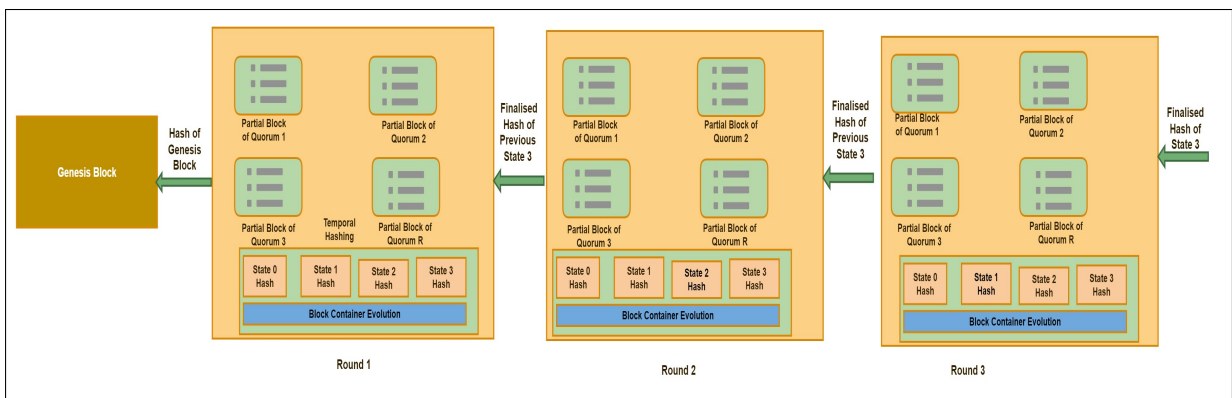 Genesis Block
Hash of
Genesis
Block
Partial Block
of Quorum 1
Partial Block of
Quorum 2
Partial Block of
Quorum 3
Temporal
Hashing
Partial Block of
Quorum R
State 0
Hash
State 1
Hash
State 2
Hash
State 3
Hash
Block Container Evolution
Round 1
Finalised
Hash of
Previous
State 3
Partial Block
of Quorum 1
Partial Block of
Quorum 2
Partial Block of
Quorum 3
Partial Block of
Quorum R
State 0
Hash
State 1
Hash
State 2
Hash
State 3
Hash
Block Container Evolution
Round 2
Finalised
Hash of
Previous
State 3
Partial Block
of Quorum 1
Partial Block of
Quorum 2
Partial Block of
Quorum 3
Partial Block of
Quorum R
State 0
Hash
State 1
Hash
State 2
Hash
State 3
Hash
Block Container Evolution
Round 3
Finalised
Hash of
State 3